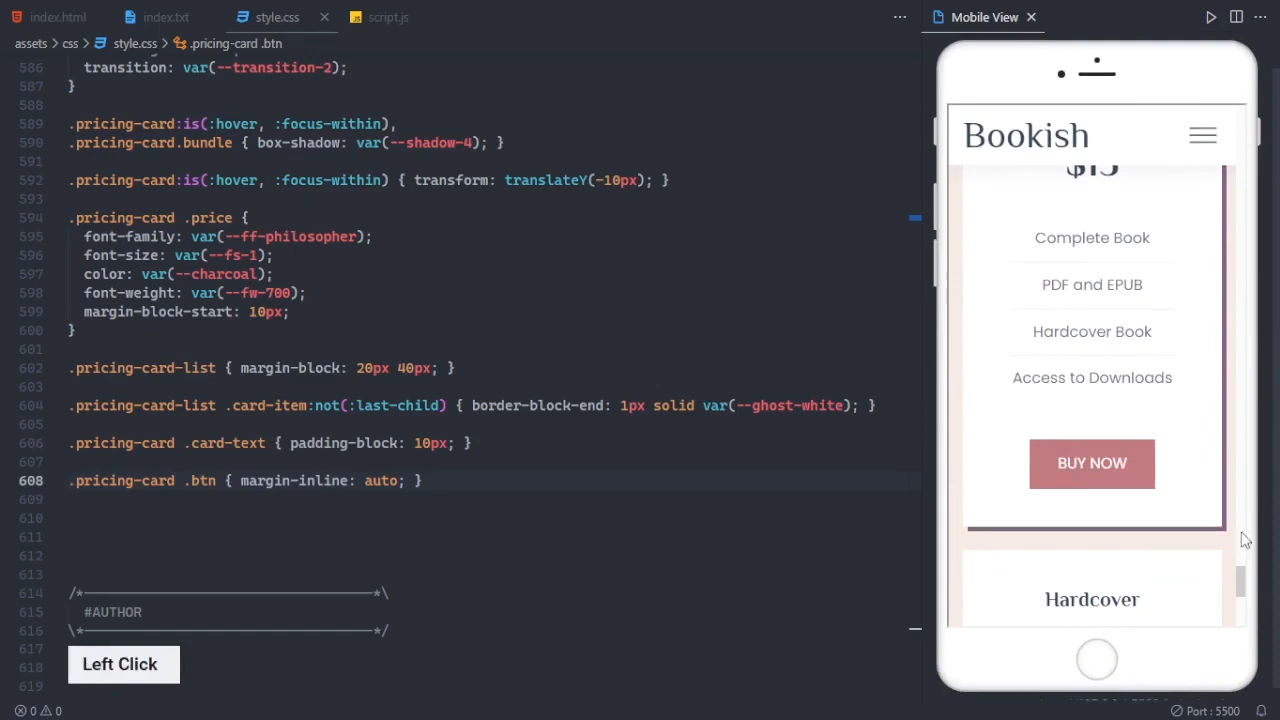 index.html
index.txt
style.css
script.js
Mobile View
assets > css > style.css > .pricing-card .btn
586 transition: var(--transition-2);
587 }
588
589 .pricing-card:is(:hover, :focus-within),
590 .pricing-card.bundle { box-shadow: var(--shadow-4); }
591
592 .pricing-card:is(:hover, :focus-within) { transform: translateY(-10px); }
593
594 .pricing-card .price {
595 font-family: var(--ff-philosopher);
596 font-size: var(--fs-1);
597 color: var(--charcoal);
598 font-weight: var(--fw-700);
599 margin-block-start: 10px;
600 }
601
602 .pricing-card-list { margin-block: 20px 40px; }
603
604 .pricing-card-list .card-item:not(:last-child) { border-block-end: 1px solid var(--ghost-white); }
605
606 .pricing-card .card-text { padding-block: 10px; }
607
608 .pricing-card .btn { margin-inline: auto; }
609
610
611
612
613
614 /*-----------------------------------*\
615 #AUTHOR
616 \*-----------------------------------*/
617
618
619
Left Click
Bookish
Complete Book
PDF and EPUB
Hardcover Book
Access to Downloads
BUY NOW
Hardcover
0 0
Port : 5500